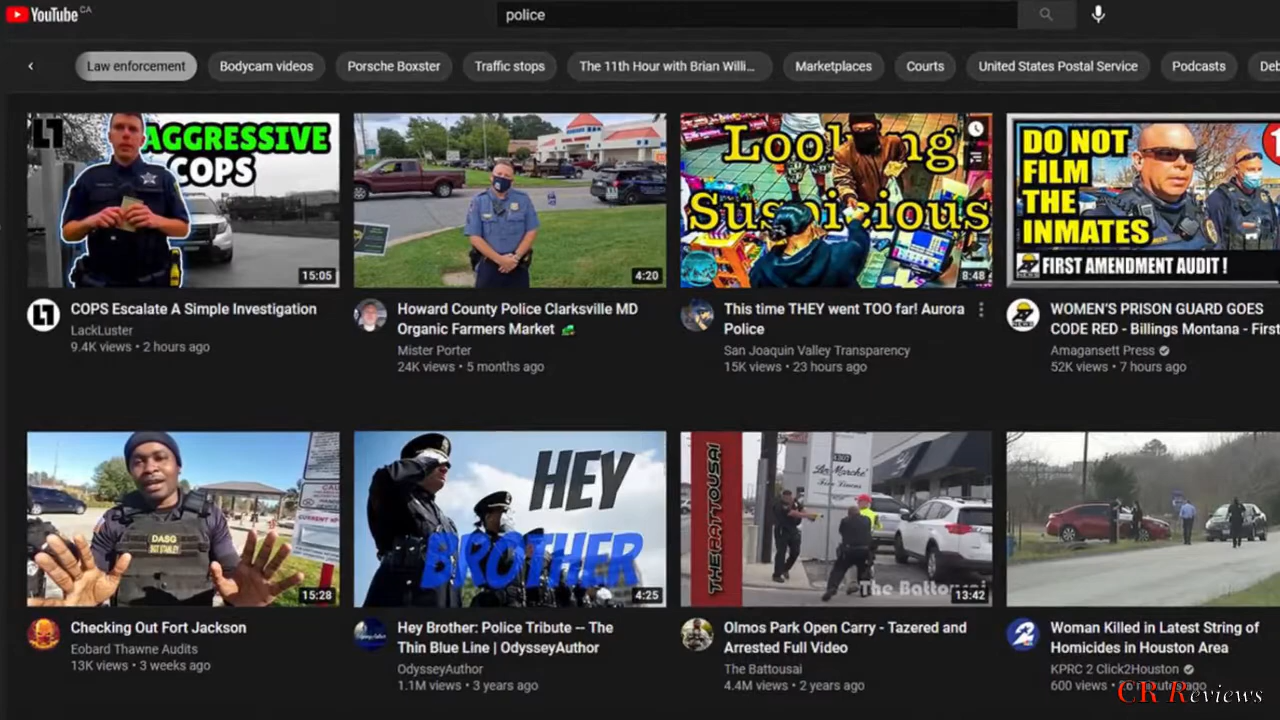 YouTube CA
police
Law enforcement
Bodycam videos
Porsche Boxster
Traffic stops
The 11th Hour with Brian Willi...
Marketplaces
Courts
United States Postal Service
Podcasts
Deb
AGGRESSIVE
COPS
15:05
4:20
Looking
Suspicious
8:48
DO NOT
FILM
THE
INMATES
FIRST AMENDMENT AUDIT !
COPS Escalate A Simple Investigation
LackLuster
9.4K views • 2 hours ago
Howard County Police Clarksville MD
Organic Farmers Market
Mister Porter
24K views • 5 months ago
This time THEY went TOO far! Aurora
Police
San Joaquin Valley Transparency
15K views • 23 hours ago
WOMEN'S PRISON GUARD GOES
CODE RED - Billings Montana - First
Amagansett Press
52K views • 7 hours ago
DASG
15:28
HEY
BROTHER
4:25
THE BATTOUSAI
The Battousai
13:42
Checking Out Fort Jackson
Eobard Thawne Audits
13K views • 3 weeks ago
Hey Brother: Police Tribute -- The
Thin Blue Line | OdysseyAuthor
OdysseyAuthor
1.1M views • 3 years ago
Olmos Park Open Carry - Tazered and
Arrested Full Video
The Battousai
4.4M views • 2 years ago
Woman Killed in Latest String of
Homicides in Houston Area
KPRC 2 Click2Houston
600 views • 26 minutes ago
CR Reviews